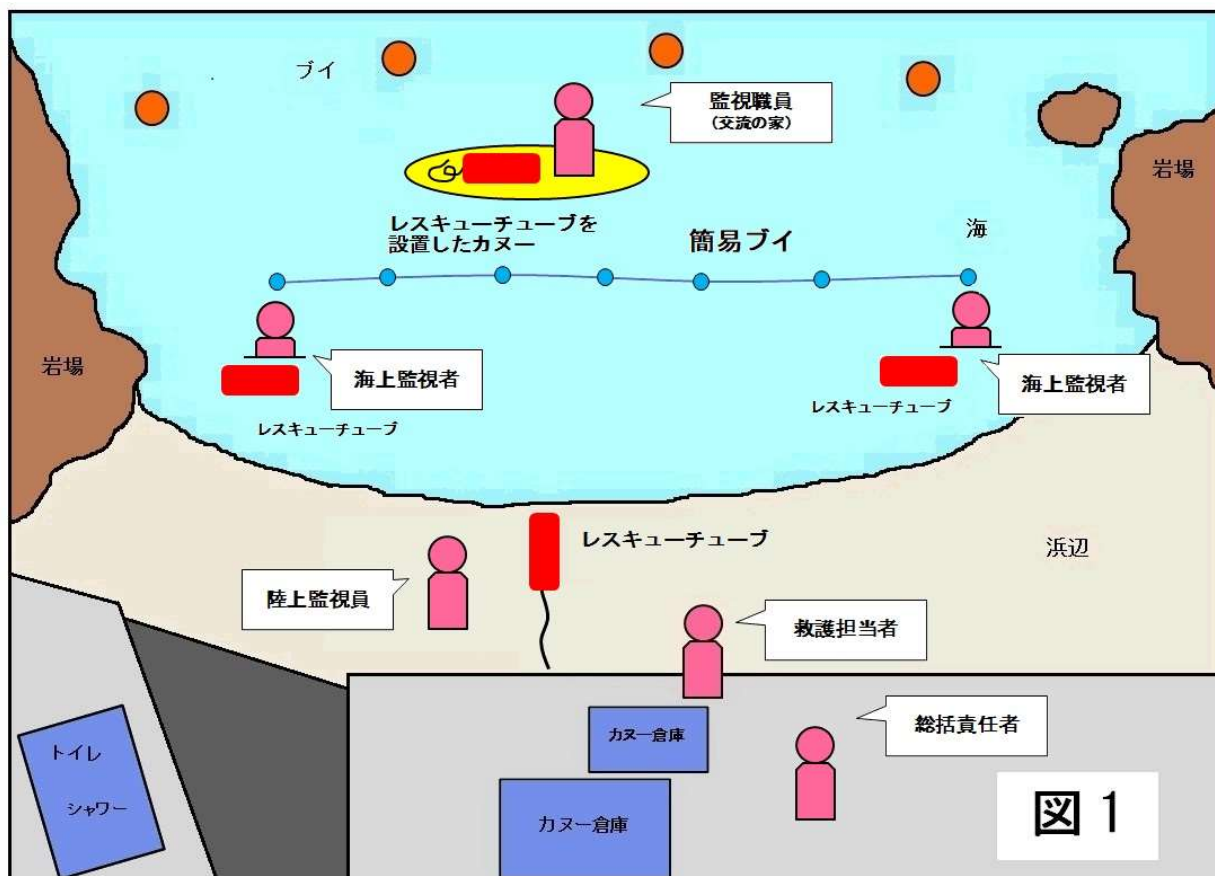 ブイ
監視職員
(交流の家)
岩場
レスキューチューブを
設置したカヌー
簡易ブイ
海
岩場
海上監視者
海上監視者
レスキューチューブ
レスキューチューブ
レスキューチューブ
浜辺
陸上監視員
救護担当者
総括責任者
トイレ
シャワー
カヌー倉庫
カヌー倉庫
図1